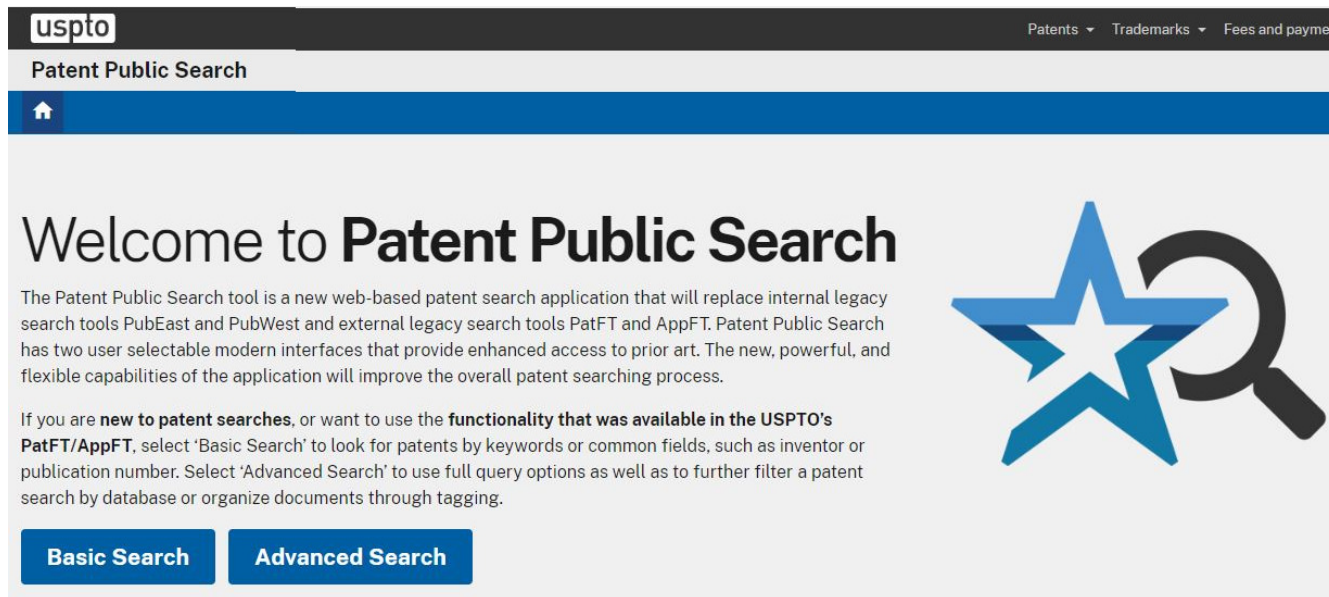 uspto
Patents Trademarks Fees and payme
Patent Public Search
Welcome to Patent Public Search
The Patent Public Search tool is a new web-based patent search application that will replace internal legacy
search tools PubEast and PubWest and external legacy search tools PatFT and AppFT. Patent Public Search
has two user selectable modern interfaces that provide enhanced access to prior art. The new, powerful, and
flexible capabilities of the application will improve the overall patent searching process.
If you are new to patent searches, or want to use the functionality that was available in the USPTO's
PatFT/AppFT, select ‘Basic Search’ to look for patents by keywords or common fields, such as inventor or
publication number. Select ‘Advanced Search’ to use full query options as well as to further filter a patent
search by database or organize documents through tagging.
Basic Search Advanced Search